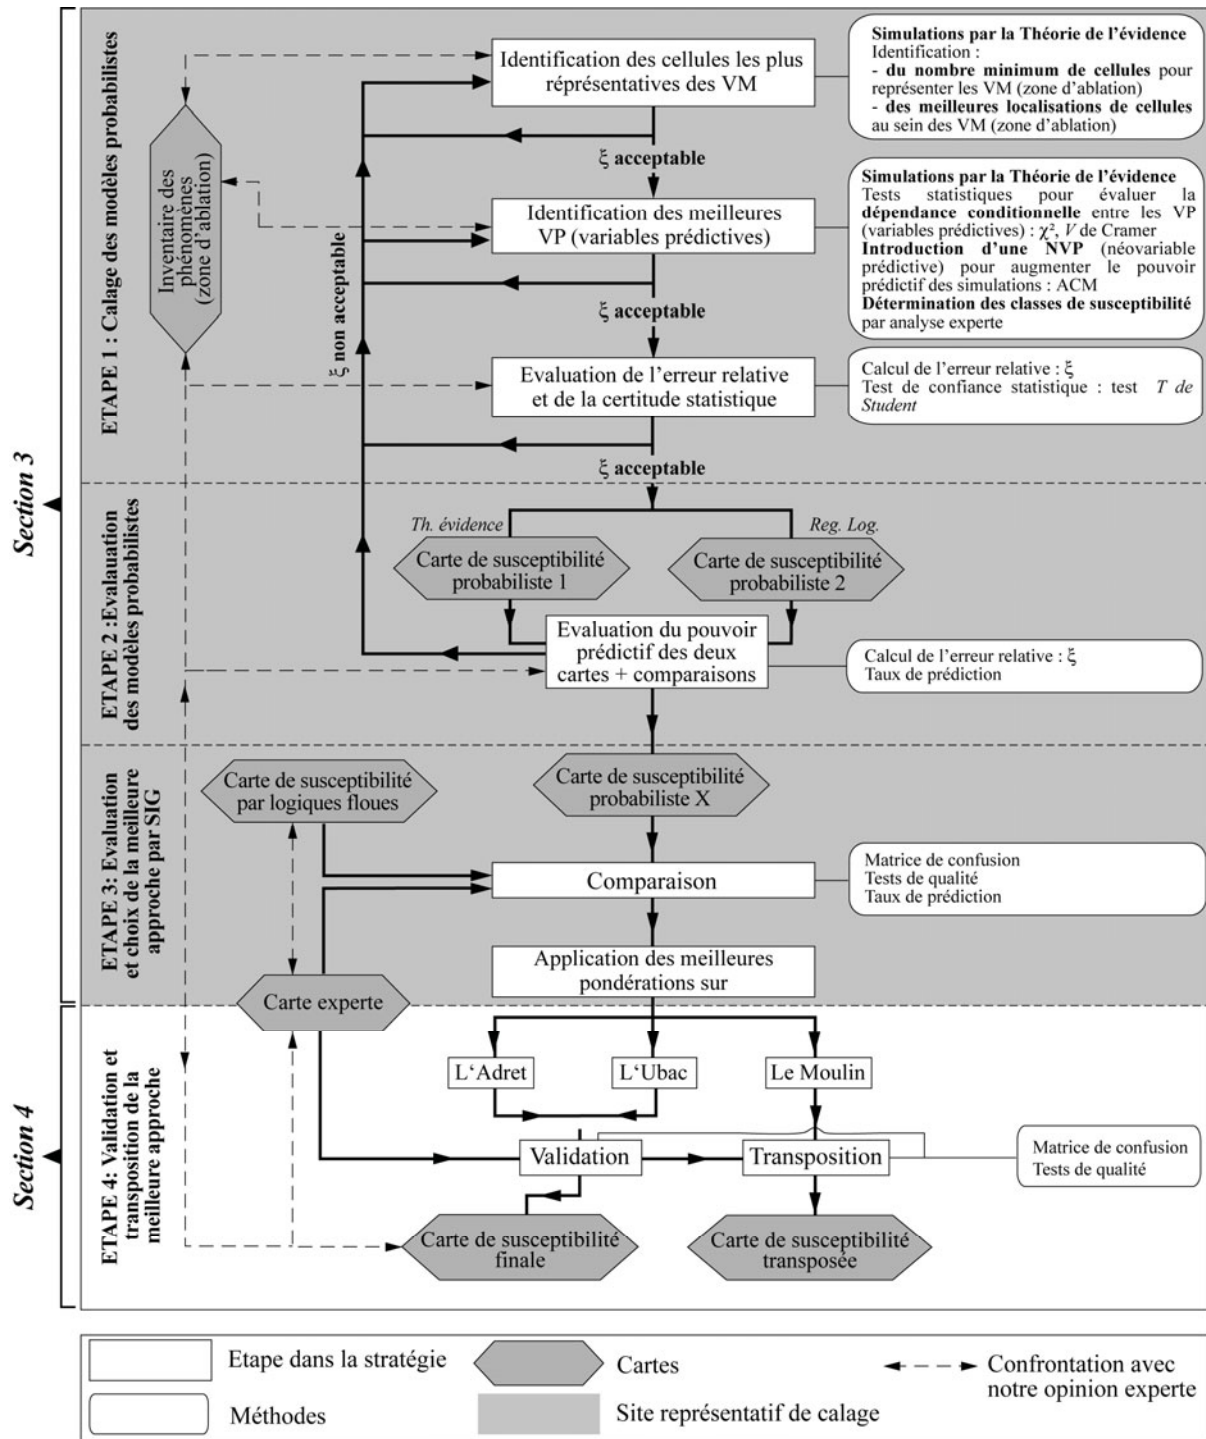 Section 3
ETAPE 1 : Calage des modèles probabilistes
Inventaire des
phénomènes
(zone d'ablation)
Identification des cellules les plus
réprésentatives des VM
Simulations par la Théorie de l'évidence
Identification :
- du nombre minimum de cellules pour
représenter les VM (zone d'ablation)
- des meilleures localisations de cellules
au sein des VM (zone d'ablation)
ξ acceptable
Identification des meilleures
VP (variables prédictives)
Simulations par la Théorie de l'évidence
Tests statistiques pour évaluer la
dépendance conditionnelle entre les VP
(variables prédictives) : χ², V de Cramer
Introduction d'une NVP (néovariable
prédictive) pour augmenter le pouvoir
prédictif des simulations : ACM
Détermination des classes de susceptibilité
par analyse experte
ξ non acceptable
ξ acceptable
Evaluation de l'erreur relative
et de la certitude statistique
Calcul de l'erreur relative : ξ
Test de confiance statistique : test T de
Student
ξ acceptable
ETAPE 2 :Evalauation
des modèles probabilistes
Th. évidence
Reg. Log.
Carte de susceptibilité
probabiliste 1
Carte de susceptibilité
probabiliste 2
Evaluation du pouvoir
prédictif des deux
cartes + comparaisons
Calcul de l'erreur relative : ξ
Taux de prédiction
ETAPE 3: Evaluation
et choix de la meilleure
approche par SIG
Carte de susceptibilité
par logiques floues
Carte de susceptibilité
probabiliste X
Comparaison
Matrice de confusion
Tests de qualité
Taux de prédiction
Application des meilleures
pondérations sur
Carte experte
Section 4
ETAPE 4: Validation et
transposition de la
meilleure approche
L'Adret
L'Ubac
Le Moulin
Validation
Transposition
Matrice de confusion
Tests de qualité
Carte de susceptibilité
finale
Carte de susceptibilité
transposée
Etape dans la stratégie
Cartes
Confrontation avec
notre opinion experte
Méthodes
Site représentatif de calage